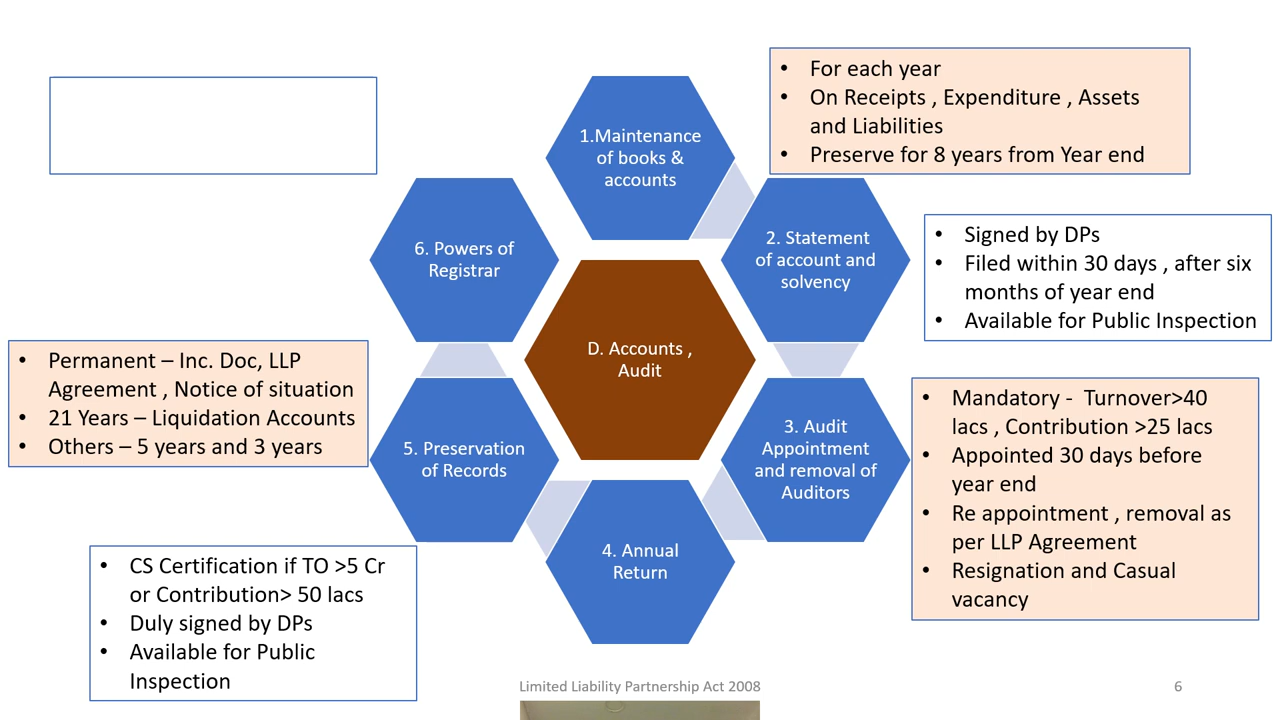 1.Maintenance
of books &
accounts
• For each year
• On Receipts , Expenditure , Assets
and Liabilities
• Preserve for 8 years from Year end
2. Statement
of account and
solvency
• Signed by DPs
• Filed within 30 days , after six
months of year end
• Available for Public Inspection
3. Audit
Appointment
and removal of
Auditors
• Mandatory - Turnover>40
lacs , Contribution >25 lacs
• Appointed 30 days before
year end
• Re appointment , removal as
per LLP Agreement
• Resignation and Casual
vacancy
4. Annual
Return
• CS Certification if TO >5 Cr
or Contribution> 50 lacs
• Duly signed by DPs
• Available for Public
Inspection
5. Preservation
of Records
• Permanent – Inc. Doc, LLP
Agreement , Notice of situation
• 21 Years – Liquidation Accounts
• Others – 5 years and 3 years
6. Powers of
Registrar
D. Accounts ,
Audit
Limited Liability Partnership Act 2008
6